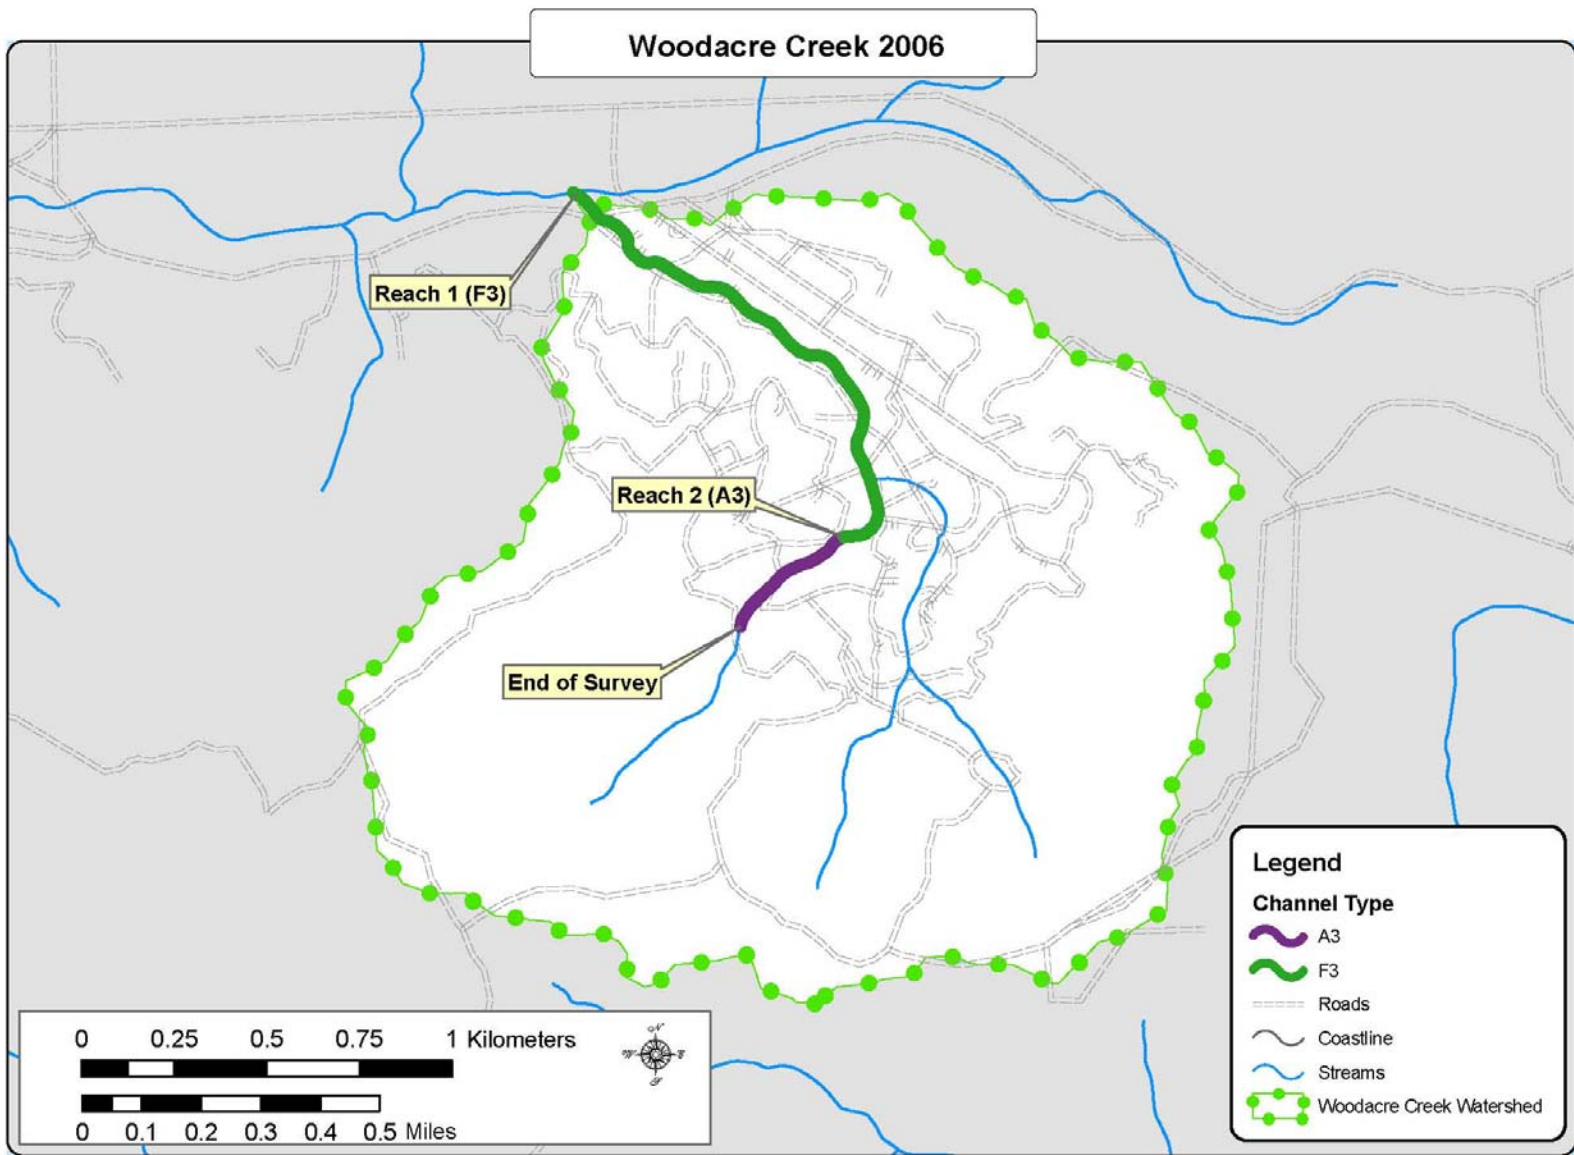 Woodacre Creek 2006
Reach 1 (F3)
Reach 2 (A3)
End of Survey
Legend
Channel Type
A3
F3
Roads
Coastline
Streams
Woodacre Creek Watershed
0 0.25 0.5 0.75 1 Kilometers
0 0.1 0.2 0.3 0.4 0.5 Miles
N
W E
S